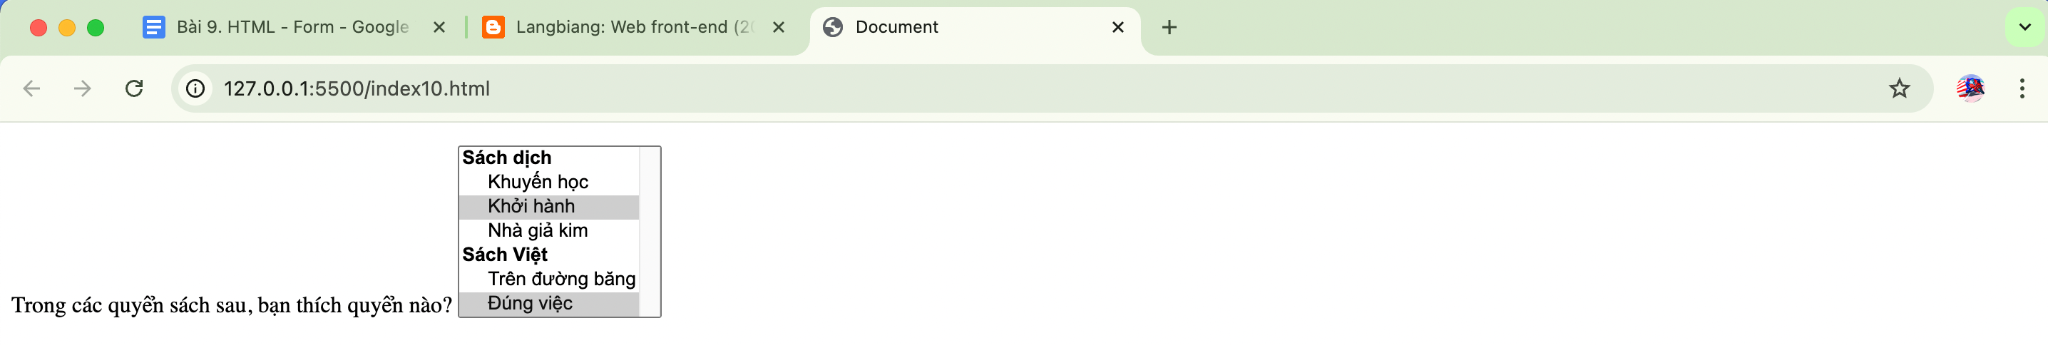 Bài 9. HTML - Form - Google
Langbiang: Web front-end (20
Document
127.0.0.1:5500/index10.html
Sách dịch
Khuyến học
Khởi hành
Nhà giả kim
Sách Việt
Trên đường băng
Đúng việc
Trong các quyển sách sau, bạn thích quyển nào?